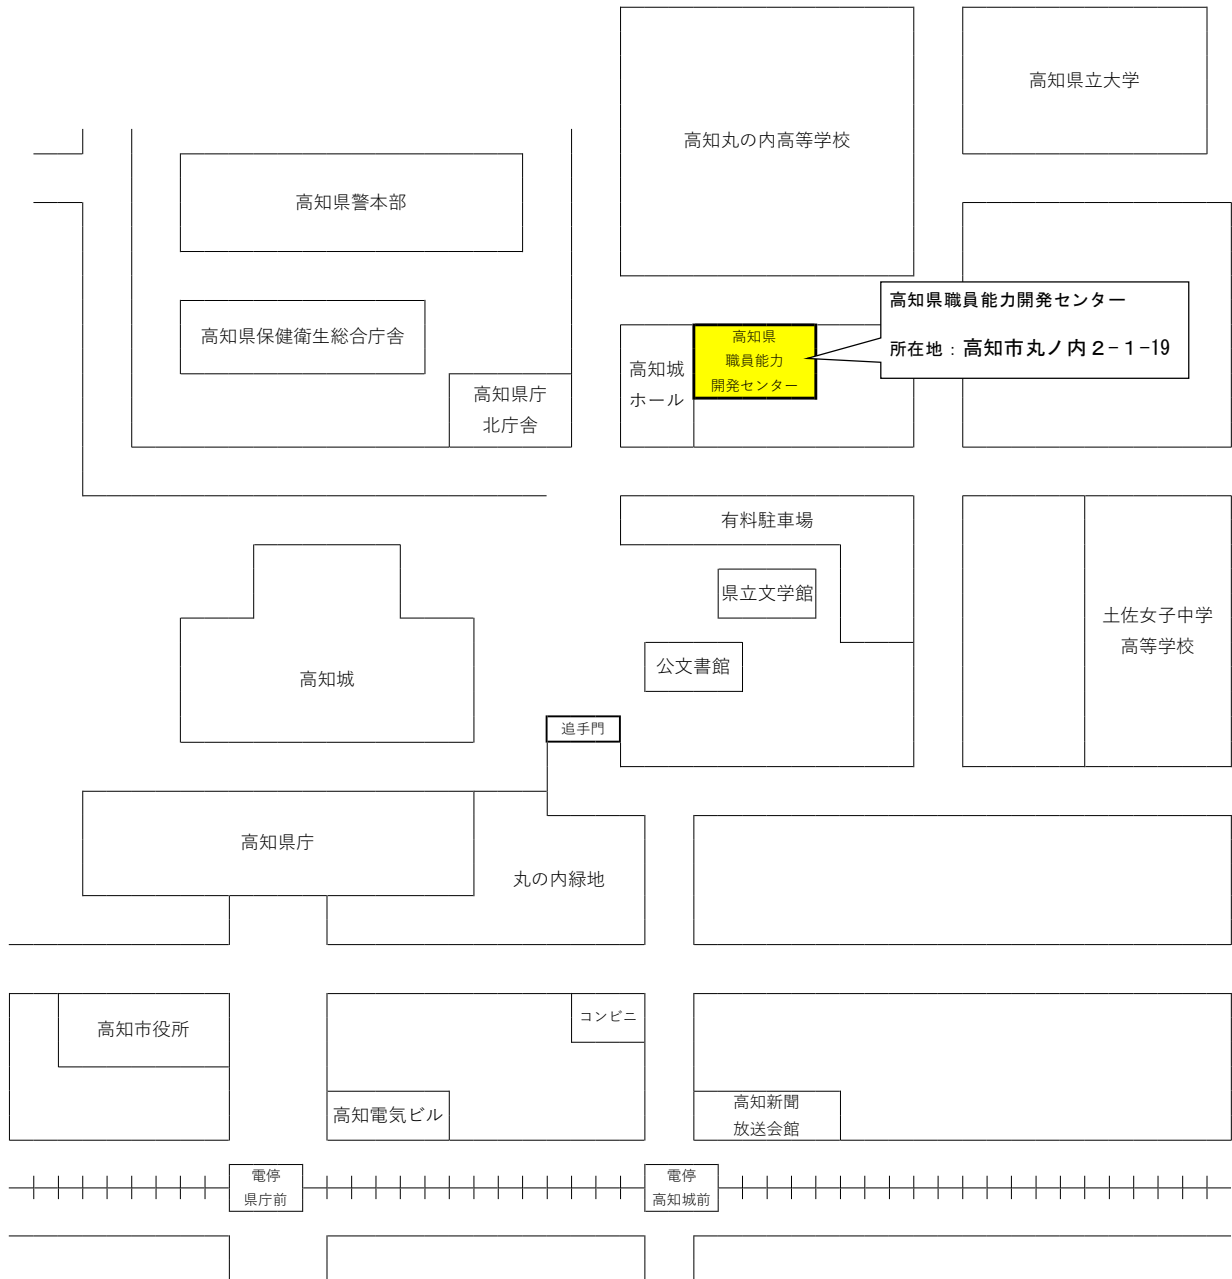 高知県立大学
高知丸の内高等学校
高知県警本部
高知県職員能力開発センター
所在地：高知市丸ノ内２−１−19
高知県保健衛生総合庁舎
高知県
職員能力
開発センター
高知城
ホール
高知県庁
北庁舎
有料駐車場
県立文学館
土佐女子中学
高等学校
公文書館
高知城
追手門
高知県庁
丸の内緑地
コンビニ
高知市役所
高知電気ビル
高知新聞
放送会館
電停
県庁前
電停
高知城前